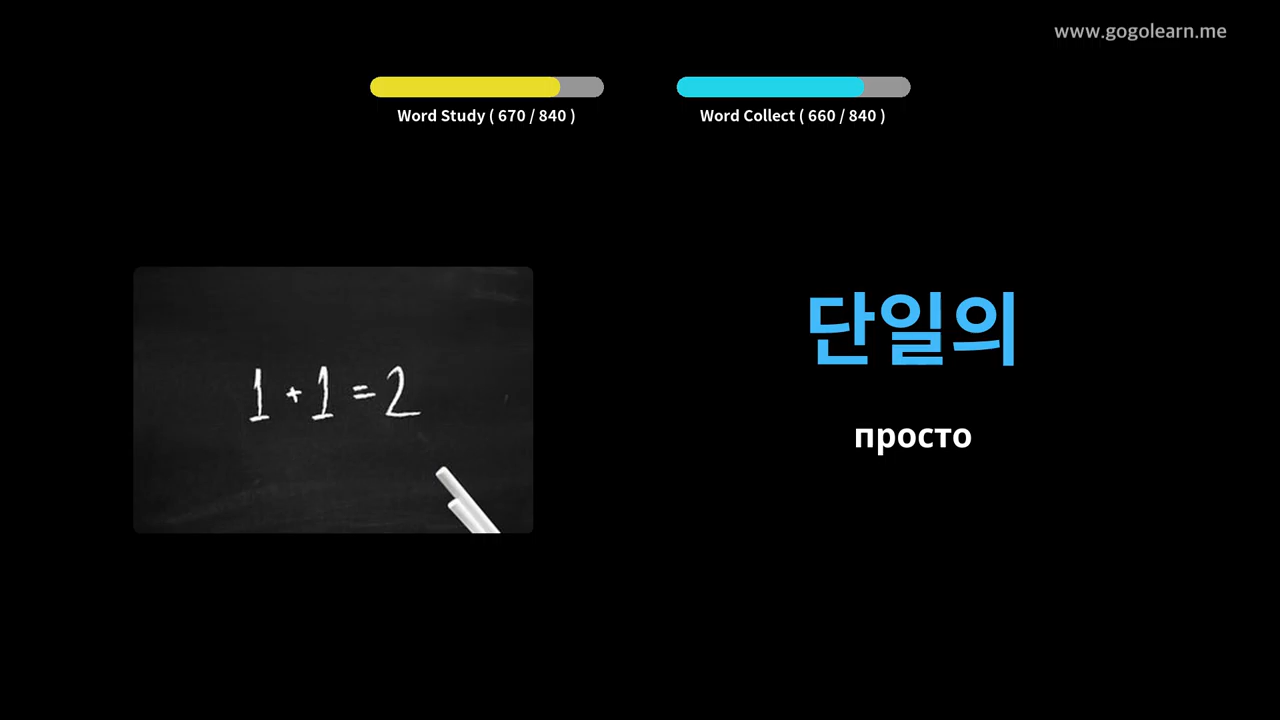 www.gogolearn.me
Word Study ( 670 / 840 )
Word Collect ( 660 / 840 )
1 + 1 = 2
단일의
просто